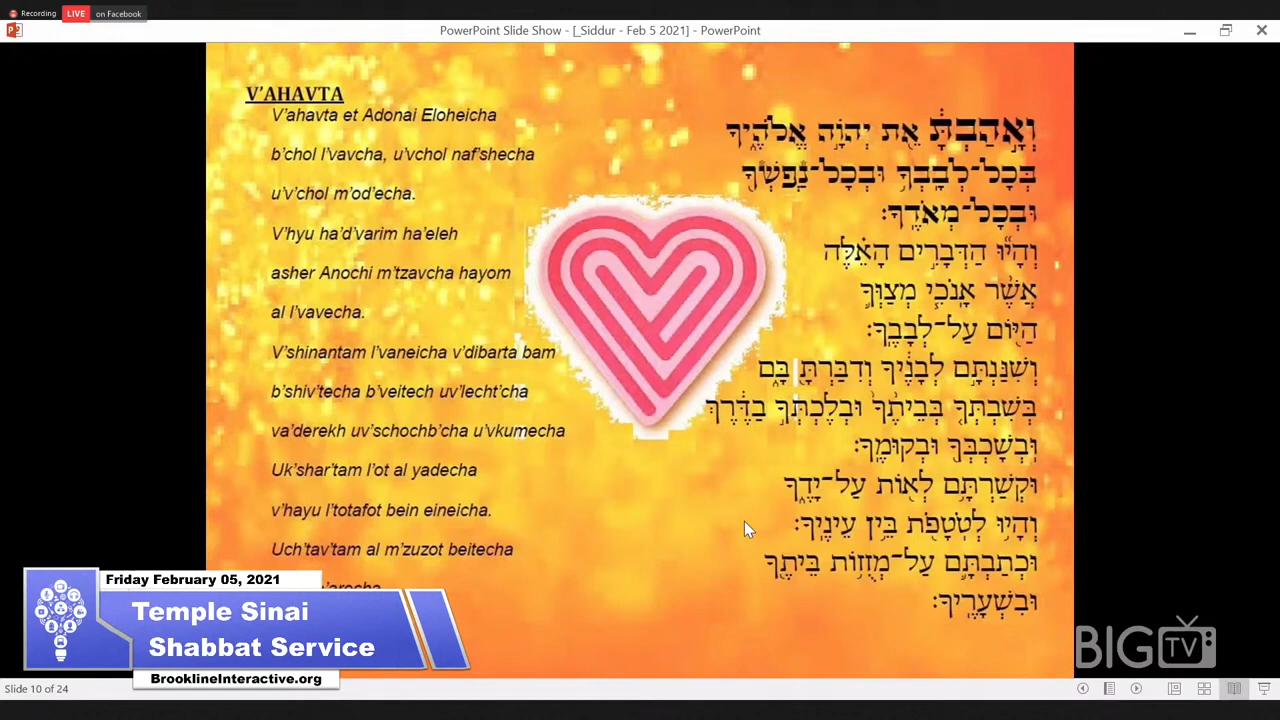 Recording LIVE on Facebook
PowerPoint Slide Show - [_Siddur - Feb 5 2021] - PowerPoint
V'AHAVTA
V'ahavta et Adonai Eloheicha
b'chol l'vavcha, u'vchol naf'shecha
u'v'chol m'od'echa.
V'hyu ha'd'varim ha'eleh
asher Anochi m'tzavcha hayom
al l'vavecha.
V'shinantam l'vaneicha v'dibarta bam
b'shiv'techa b'veitech uv'lecht'cha
va'derekh uv'schochb'cha u'vkumecha
Uk'shar'tam l'ot al yadecha
v'hayu l'totafot bein eineicha.
Uch'tav'tam al m'zuzot beitecha
וְאָ֣הַבְתָּ֔ אֵ֖ת יְהוָ֣ה אֱלֹהֶ֑יךָ
בְּכׇל־לְבָבְךָ֥ וּבְכׇל־נַפְשְׁךָ֖
וּבְכׇל־מְאֹדֶֽךָ׃
וְהָי֞וּ הַדְּבָרִ֣ים הָאֵ֗לֶּה
אֲשֶׁ֨ר אָנֹכִ֧י מְצַוְּךָ֛
הַיּ֖וֹם עַל־לְבָבֶֽךָ׃
וְשִׁנַּנְתָּ֣ם לְבָנֶ֔יךָ וְדִבַּרְתָּ֖ בָּ֑ם
בְּשִׁבְתְּךָ֤ בְּבֵיתֶ֙ךָ֙ וּבְלֶכְתְּךָ֣ בַדֶּ֔רֶךְ
וּֽבְשׇׁכְבְּךָ֖ וּבְקוּמֶֽךָ׃
וּקְשַׁרְתָּ֥ם לְא֖וֹת עַל־יָדֶ֑ךָ
וְהָי֥וּ לְטֹטָפֹ֖ת בֵּ֥ין עֵינֶֽיךָ׃
וּכְתַבְתָּ֛ם עַל־מְזֻז֥וֹת בֵּיתֶ֖ךָ
וּבִשְׁעָרֶֽיךָ׃
Friday February 05, 2021
Temple Sinai
Shabbat Service
BrooklineInteractive.org
BIG TV
Slide 10 of 24